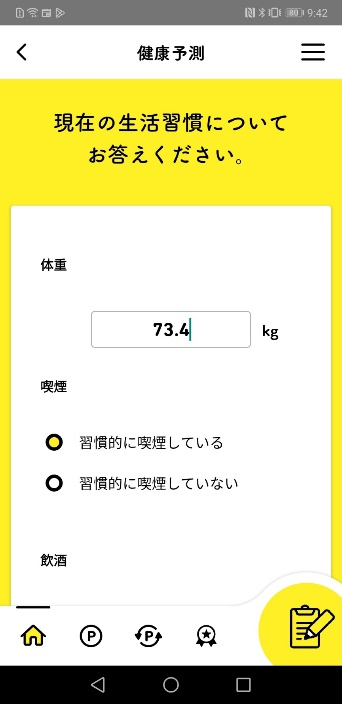 9:42
健康予測
現在の生活習慣について
お答えください。
体重
73.4 kg
喫煙
習慣的に喫煙している
習慣的に喫煙していない
飲酒
P
P